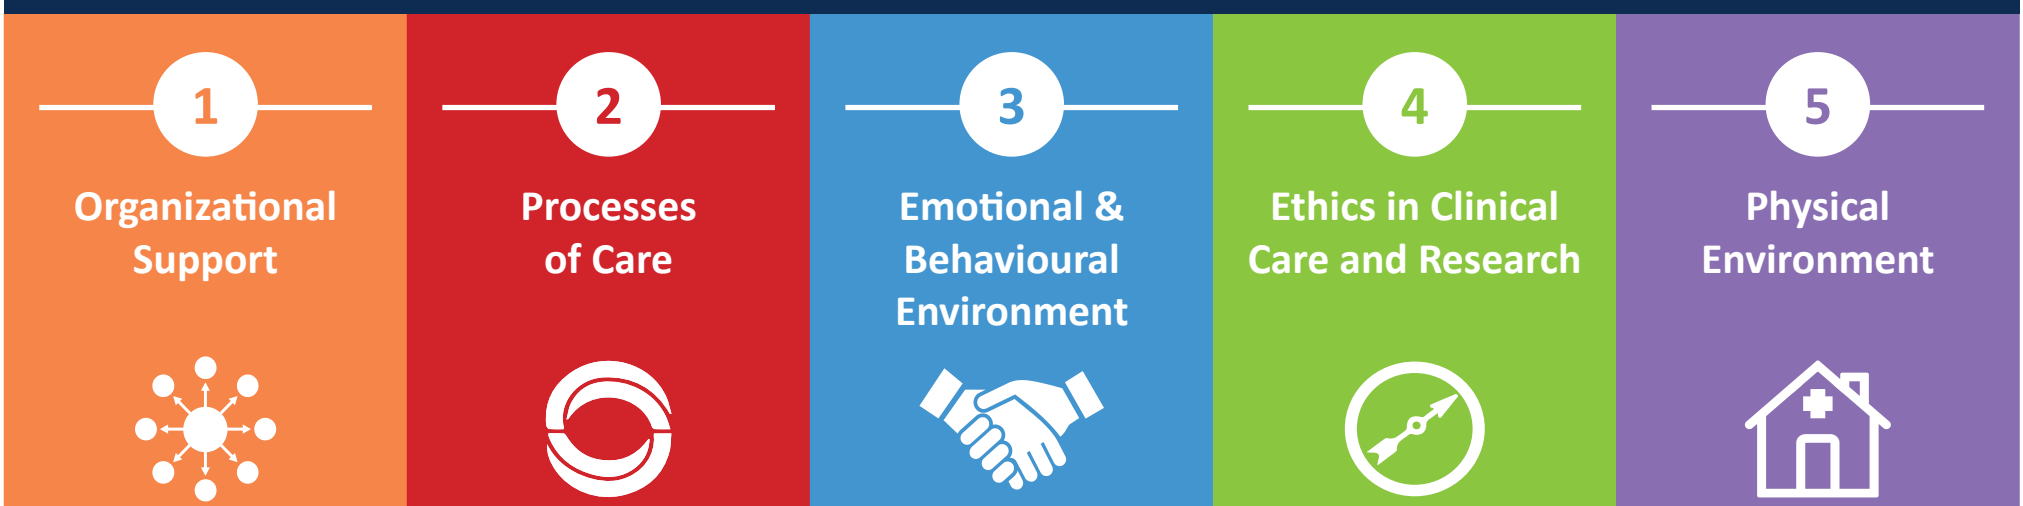 1
Organizational
Support
2
Processes
of Care
3
Emotional &
Behavioural
Environment
4
Ethics in Clinical
Care and Research
5
Physical
Environment